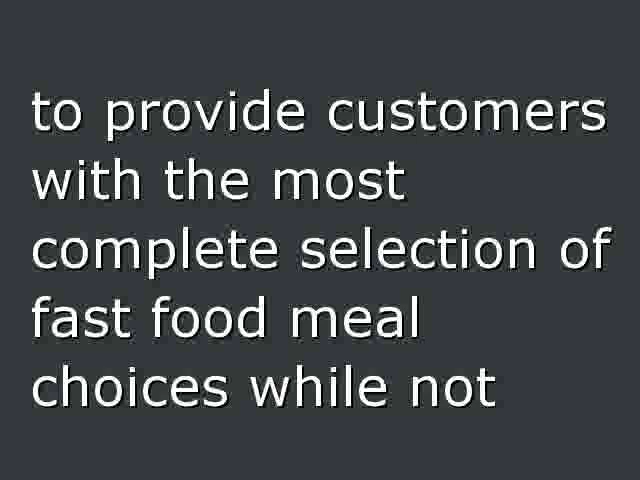 to provide customers
with the most
complete selection of
fast food meal
choices while not